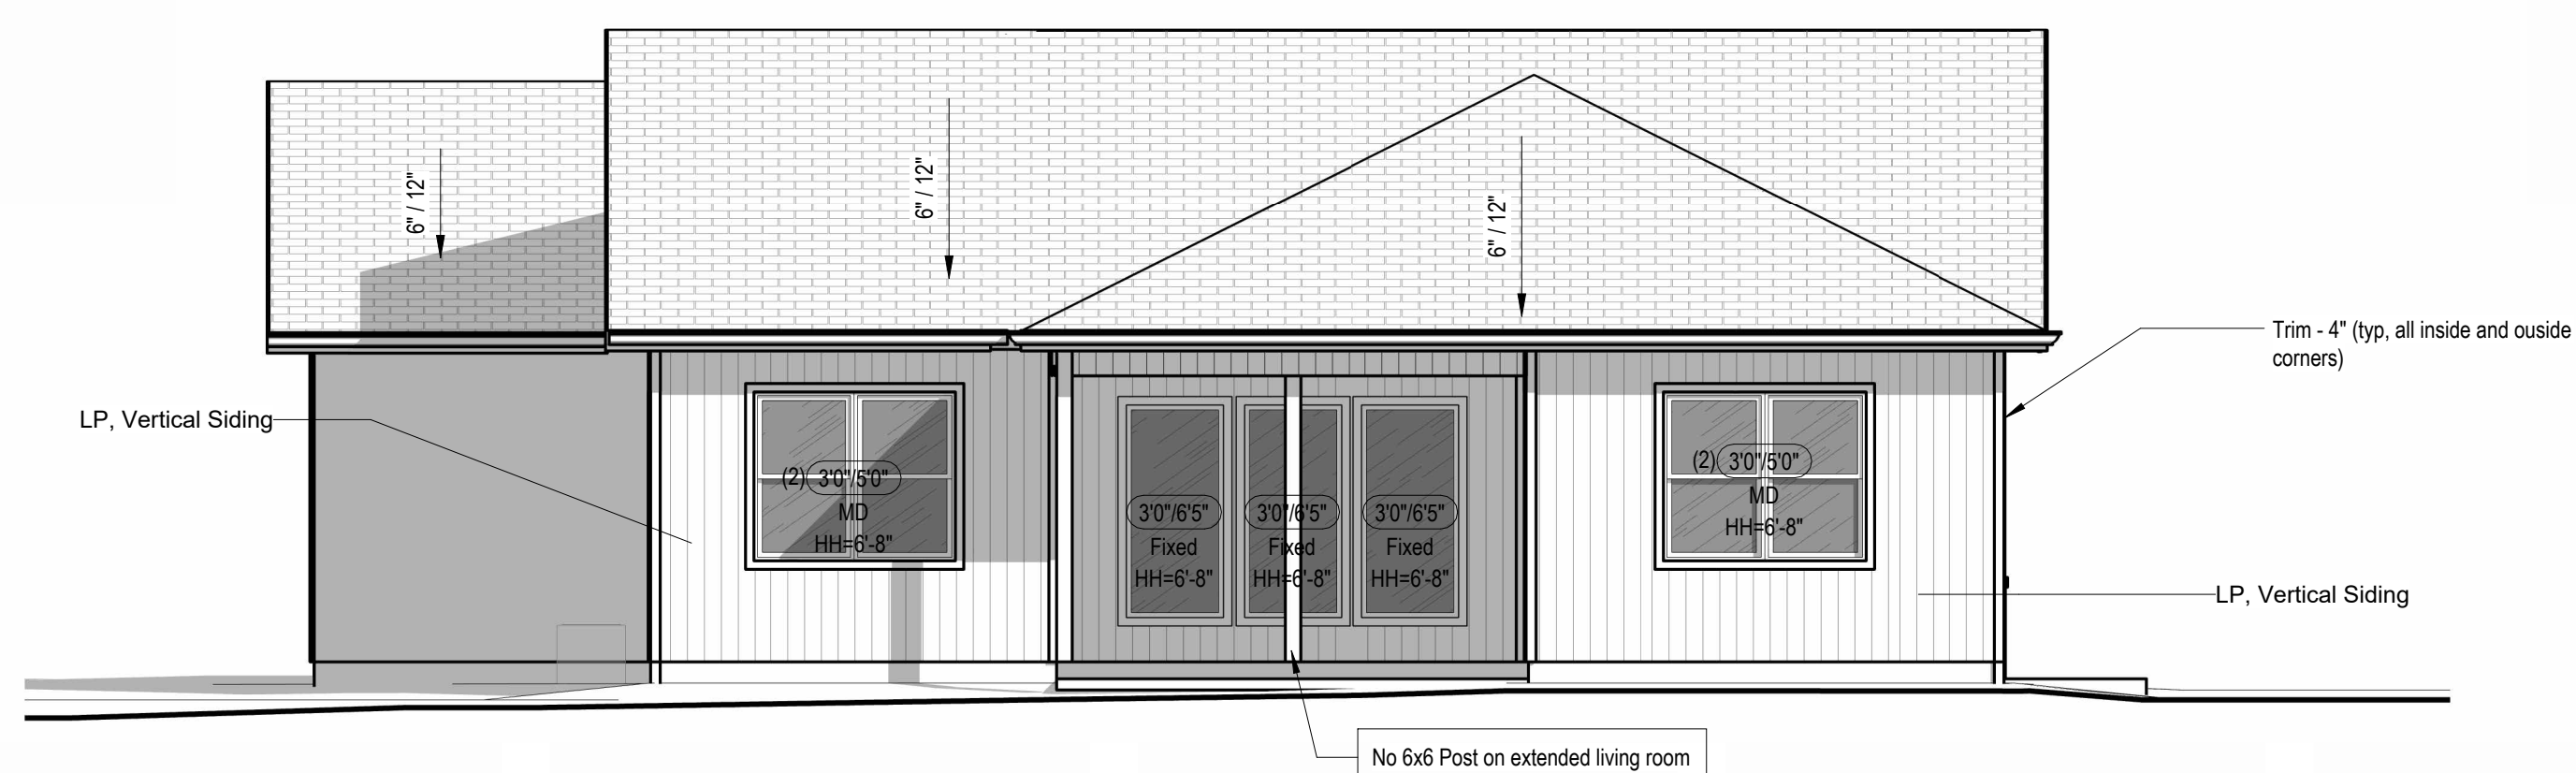 6" / 12"
6" / 12"
6" / 12"
Trim - 4" (typ, all inside and ouside
corners)
LP, Vertical Siding
(2) 3'0"/5'0"
MD
HH=6'-8"
3'0"/6'5"
Fixed
HH=6'-8"
3'0"/6'5"
Fixed
HH=6'-8"
3'0"/6'5"
Fixed
HH=6'-8"
(2) 3'0"/5'0"
MD
HH=6'-8"
LP, Vertical Siding
No 6x6 Post on extended living room